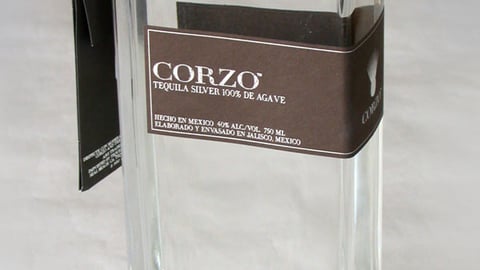 CORZO™
TEQUILA SILVER 100% DE AGAVE
HECHO EN MEXICO 40% ALC./VOL. 750 ML
ELABORADO Y ENVASADO EN JALISCO, MEXICO
CORZO